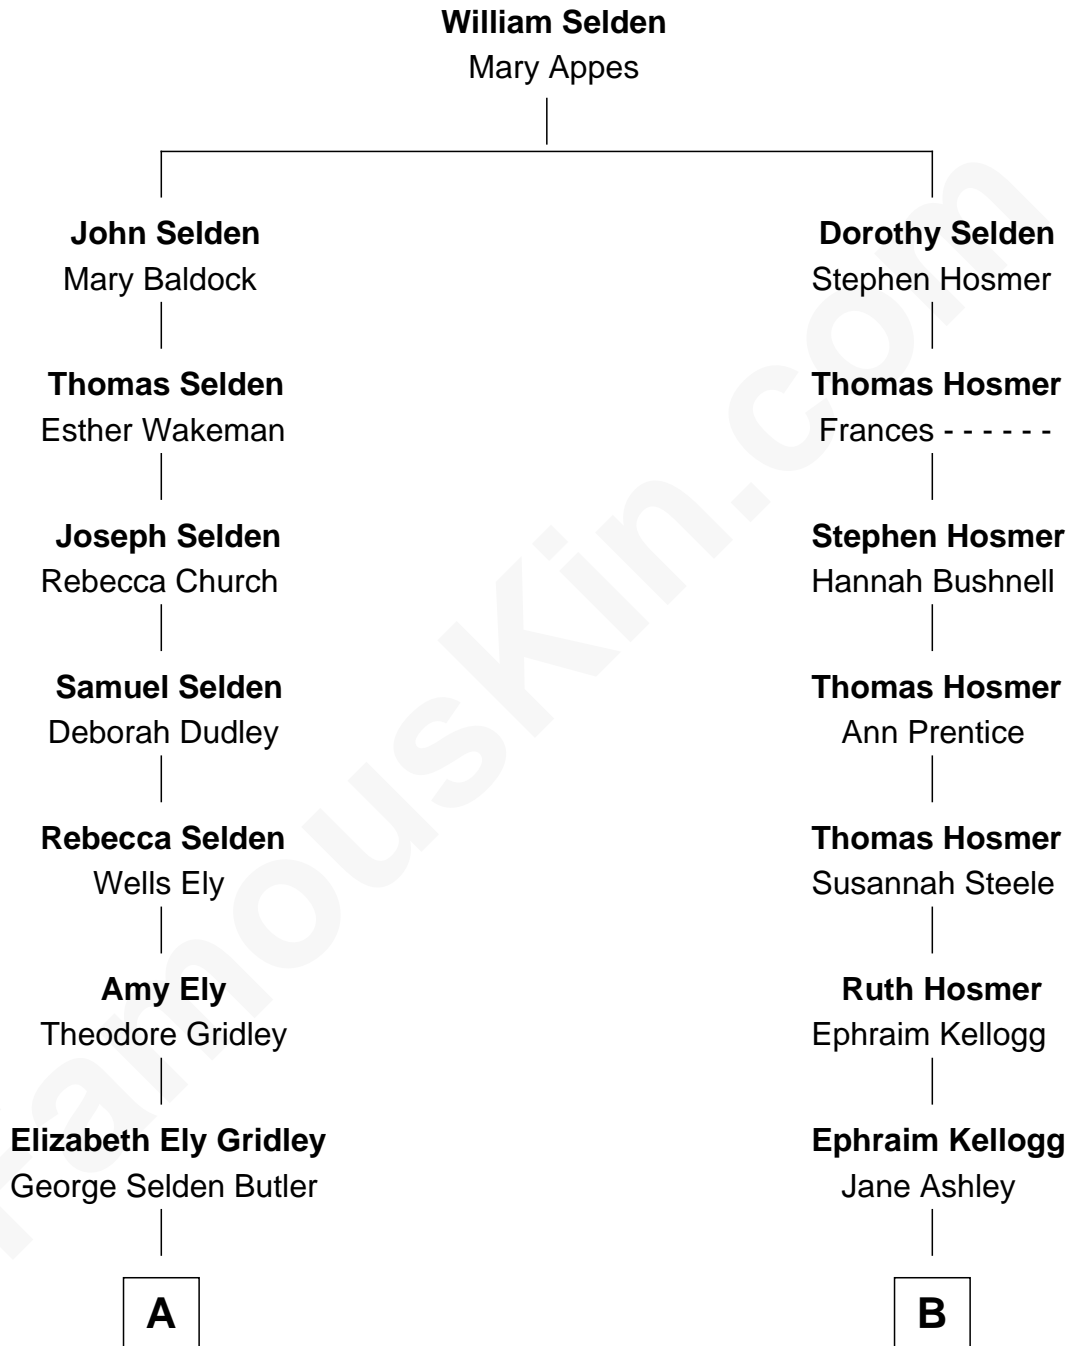 William Selden
Mary Appes
John Selden
Mary Baldock
Dorothy Selden
Stephen Hosmer
Thomas Selden
Esther Wakeman
Thomas Hosmer
Frances - - - - - -
Joseph Selden
Rebecca Church
Stephen Hosmer
Hannah Bushnell
Samuel Selden
Deborah Dudley
Thomas Hosmer
Ann Prentice
Rebecca Selden
Wells Ely
Thomas Hosmer
Susannah Steele
Amy Ely
Theodore Gridley
Ruth Hosmer
Ephraim Kellogg
Elizabeth Ely Gridley
George Selden Butler
Ephraim Kellogg
Jane Ashley
A
B
FamousKin.com